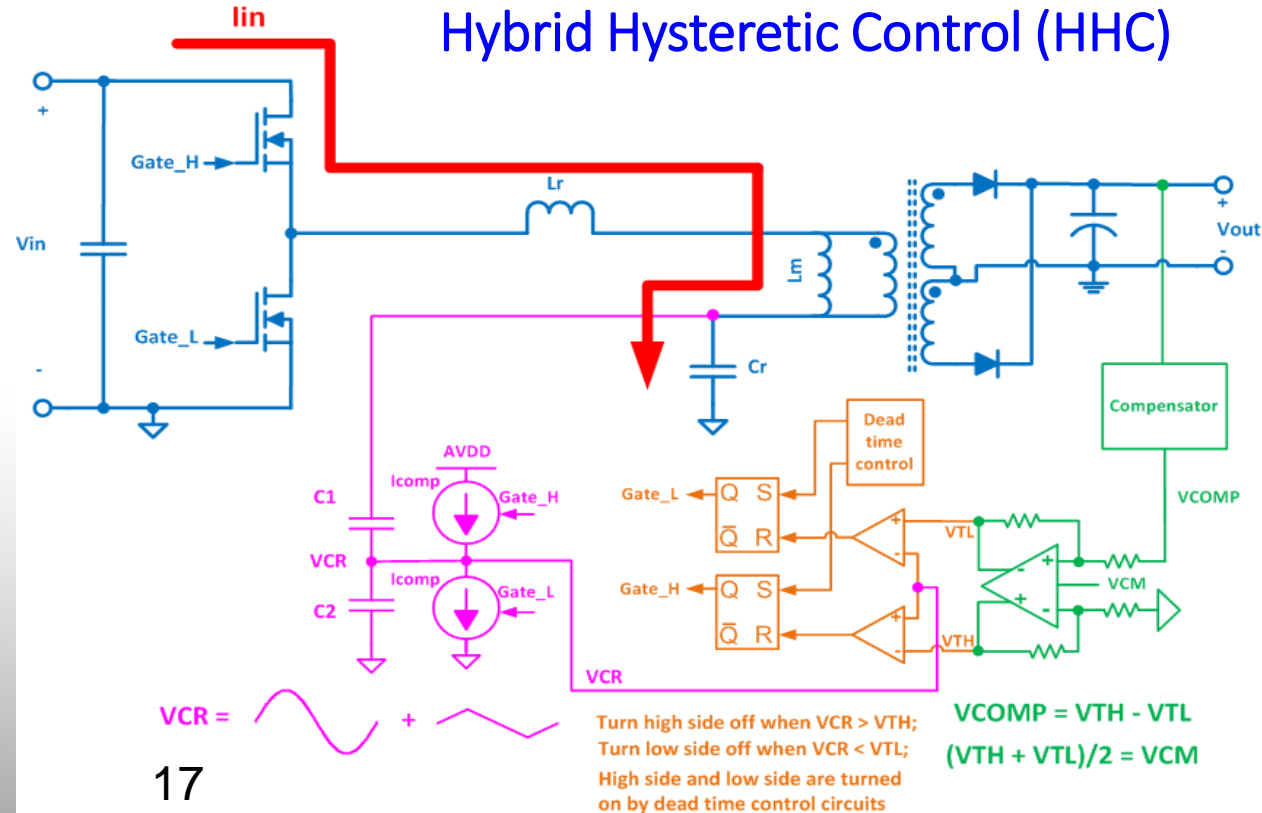 Iin
Hybrid Hysteretic Control (HHC)
+
Gate_H
Lr
Vin
Lm
+
Vout
-
Gate_L
-
Cr
Compensator
Dead
time
control
AVDD
Icomp
Gate_H
C1
Gate_L
Q S
Q̅ R
+
-
VTL
VCOMP
VCR
Icomp
Gate_L
C2
Gate_H
Q S
Q̅ R
+
-
VTH
+
-
-
+
VCM
VCR
VCR = +
Turn high side off when VCR > VTH;
Turn low side off when VCR < VTL;
High side and low side are turned
on by dead time control circuits
VCOMP = VTH - VTL
(VTH + VTL)/2 = VCM
17